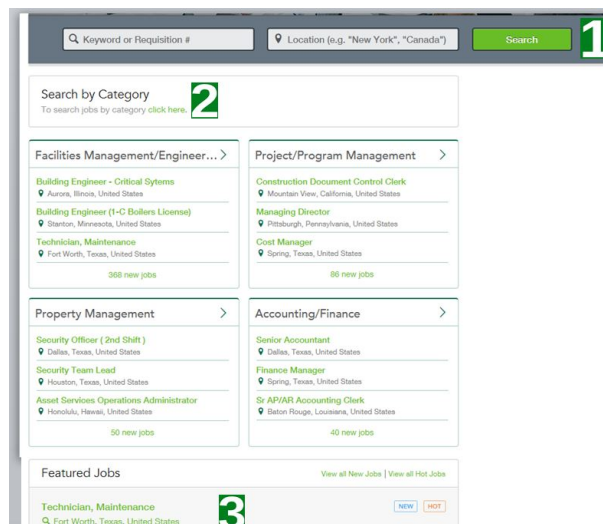 Keyword or Requisition #
Location (e.g. "New York", "Canada")
Search
1
Search by Category
To search jobs by category click here.
2
Facilities Management/Engineer... >
Building Engineer - Critical Sytems
Aurora, Illinois, United States
Building Engineer (1-C Boilers License)
Stanton, Minnesota, United States
Technician, Maintenance
Fort Worth, Texas, United States
368 new jobs
Project/Program Management >
Construction Document Control Clerk
Mountain View, California, United States
Managing Director
Pittsburgh, Pennsylvania, United States
Cost Manager
Spring, Texas, United States
86 new jobs
Property Management >
Security Officer ( 2nd Shift )
Dallas, Texas, United States
Security Team Lead
Houston, Texas, United States
Asset Services Operations Administrator
Honolulu, Hawaii, United States
50 new jobs
Accounting/Finance >
Senior Accountant
Dallas, Texas, United States
Finance Manager
Spring, Texas, United States
Sr AP/AR Accounting Clerk
Baton Rouge, Louisiana, United States
40 new jobs
Featured Jobs
View all New Jobs | View all Hot Jobs
Technician, Maintenance
3
NEW HOT
Fort Worth, Texas, United States